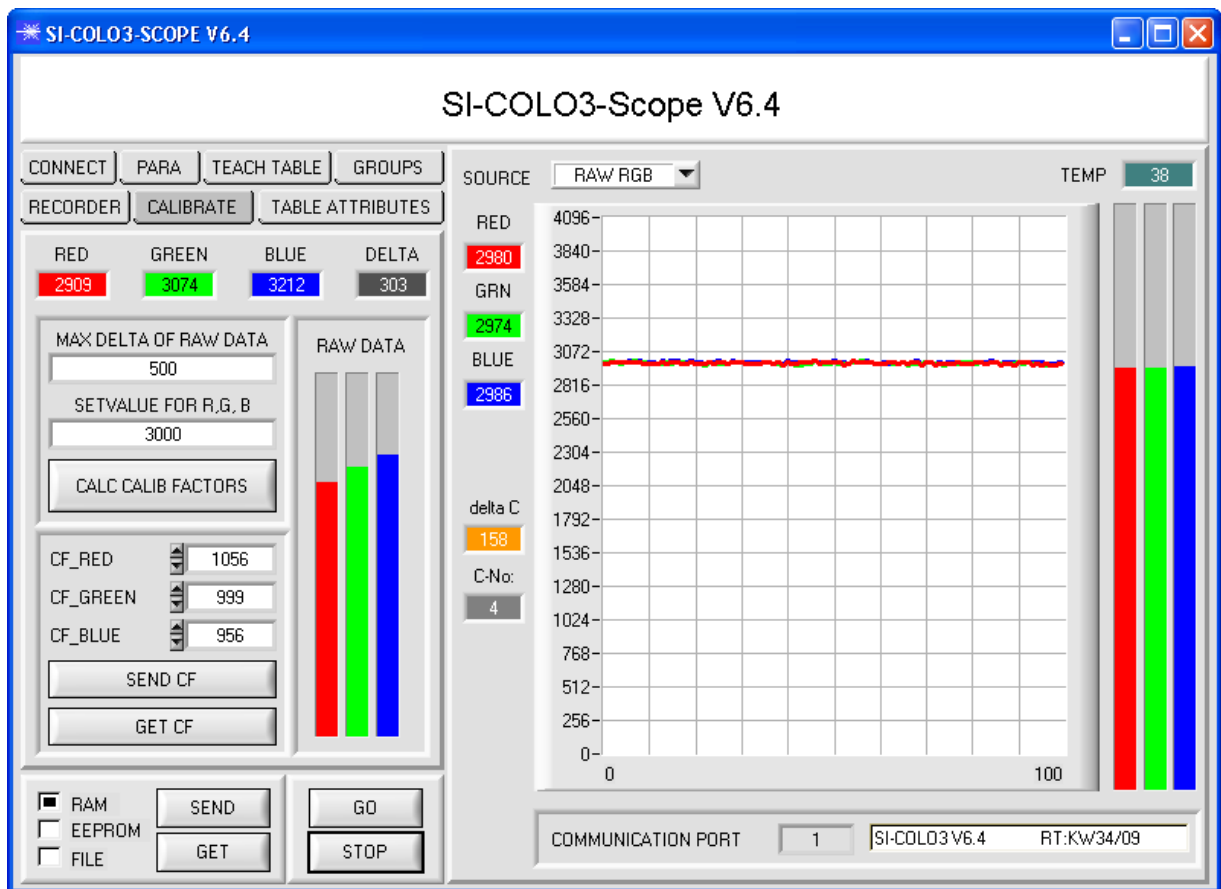 SI-COLO3-SCOPE V6.4
SI-COLO3-Scope V6.4
CONNECT PARA TEACH TABLE GROUPS
RECORDER CALIBRATE TABLE ATTRIBUTES
RED GREEN BLUE DELTA
2909 3074 3212 303
MAX DELTA OF RAW DATA
500
SETVALUE FOR R,G, B
3000
CALC CALIB FACTORS
CF_RED 1056
CF_GREEN 999
CF_BLUE 956
SEND CF
GET CF
RAW DATA
RAM
EEPROM
FILE
SEND
GET
GO
STOP
SOURCE RAW RGB
TEMP 38
RED
2980
GRN
2974
BLUE
2986
delta C
158
C-No:
4
4096
3840
3584
3328
3072
2816
2560
2304
2048
1792
1536
1280
1024
768
512
256
0
0 100
COMMUNICATION PORT 1 SI-COLO3 V6.4 RT:KW34/09